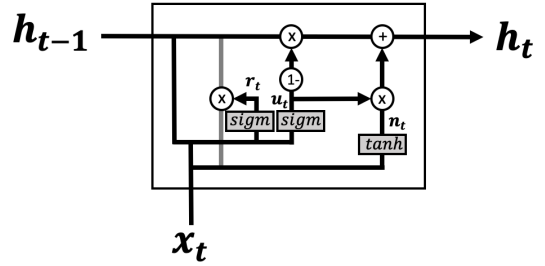 h_{t-1}
x
+
h_t
1-
r_t
x
u_t
x
sigm
sigm
n_t
tanh
x_t